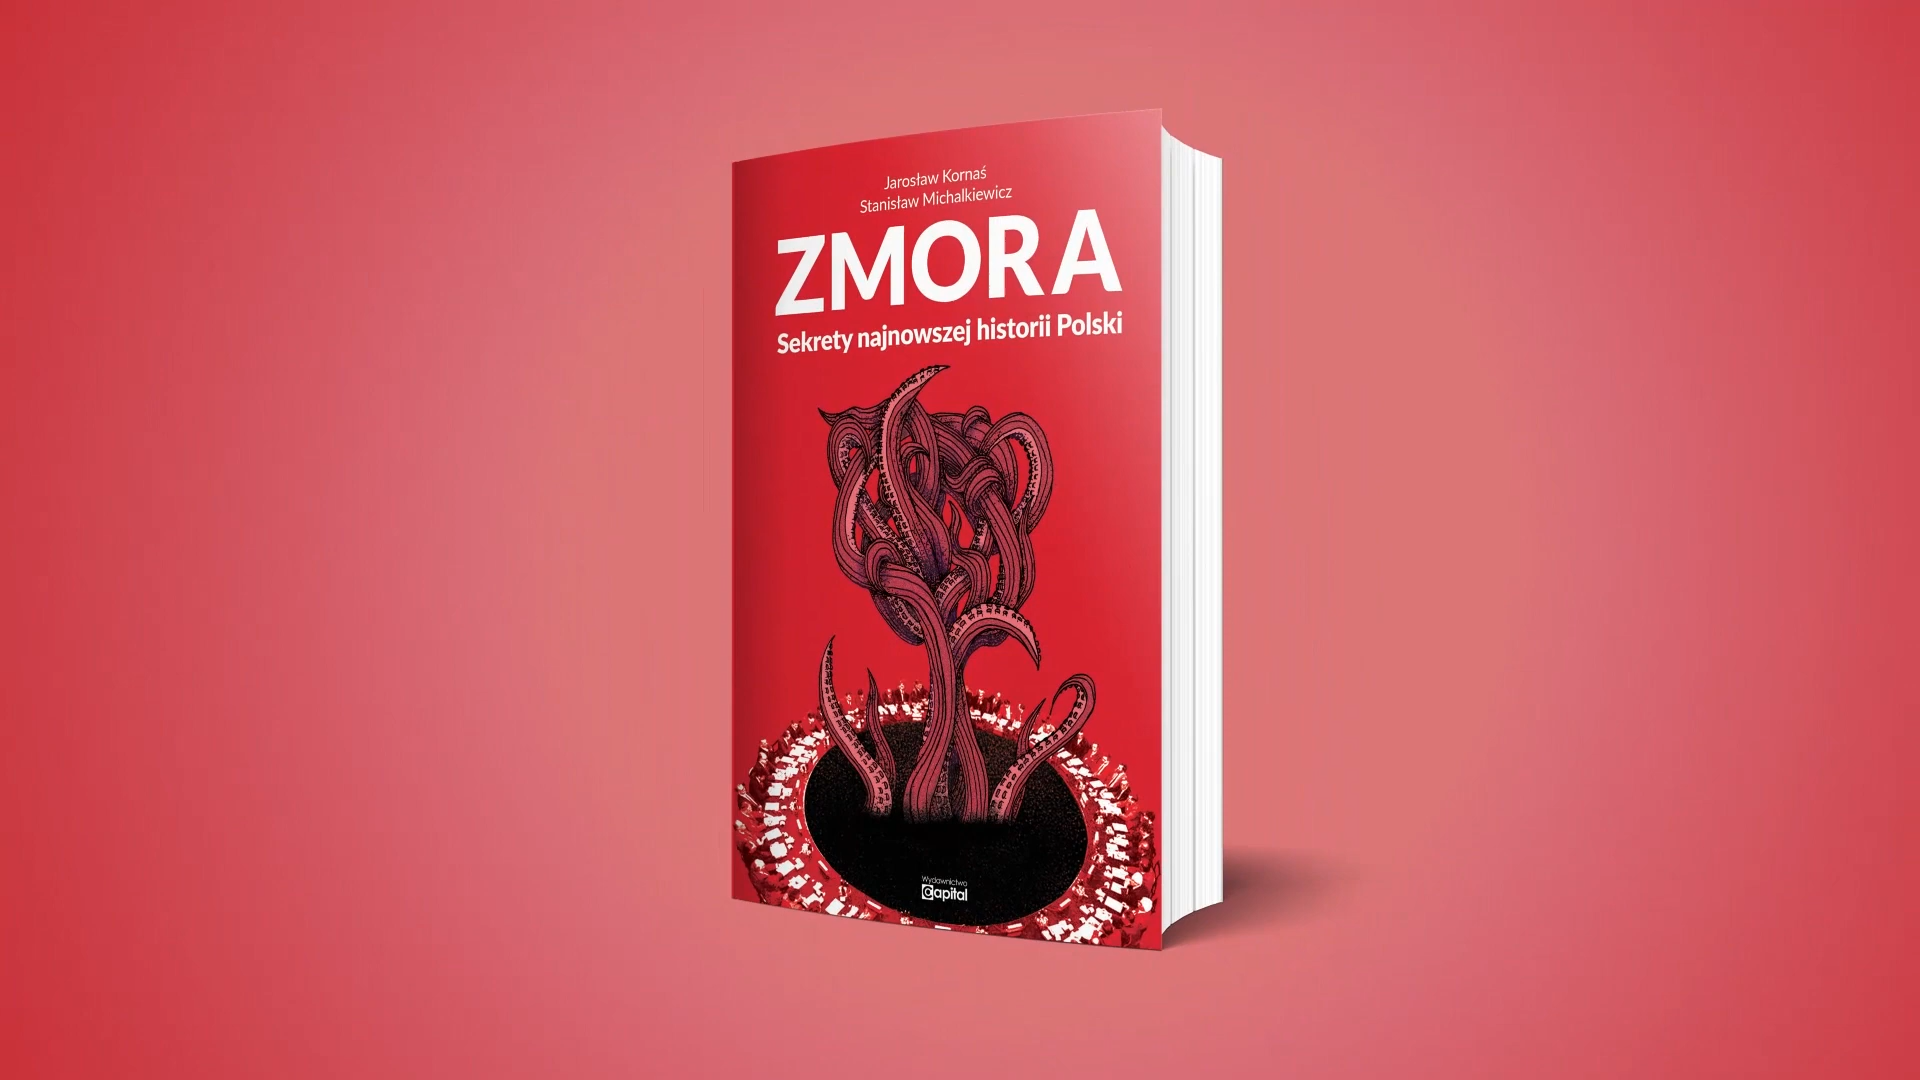 Jarosław Kornaś
Stanisław Michalkiewicz
ZMORA
Sekrety najnowszej historii Polski
Wydawnictwo
Capital